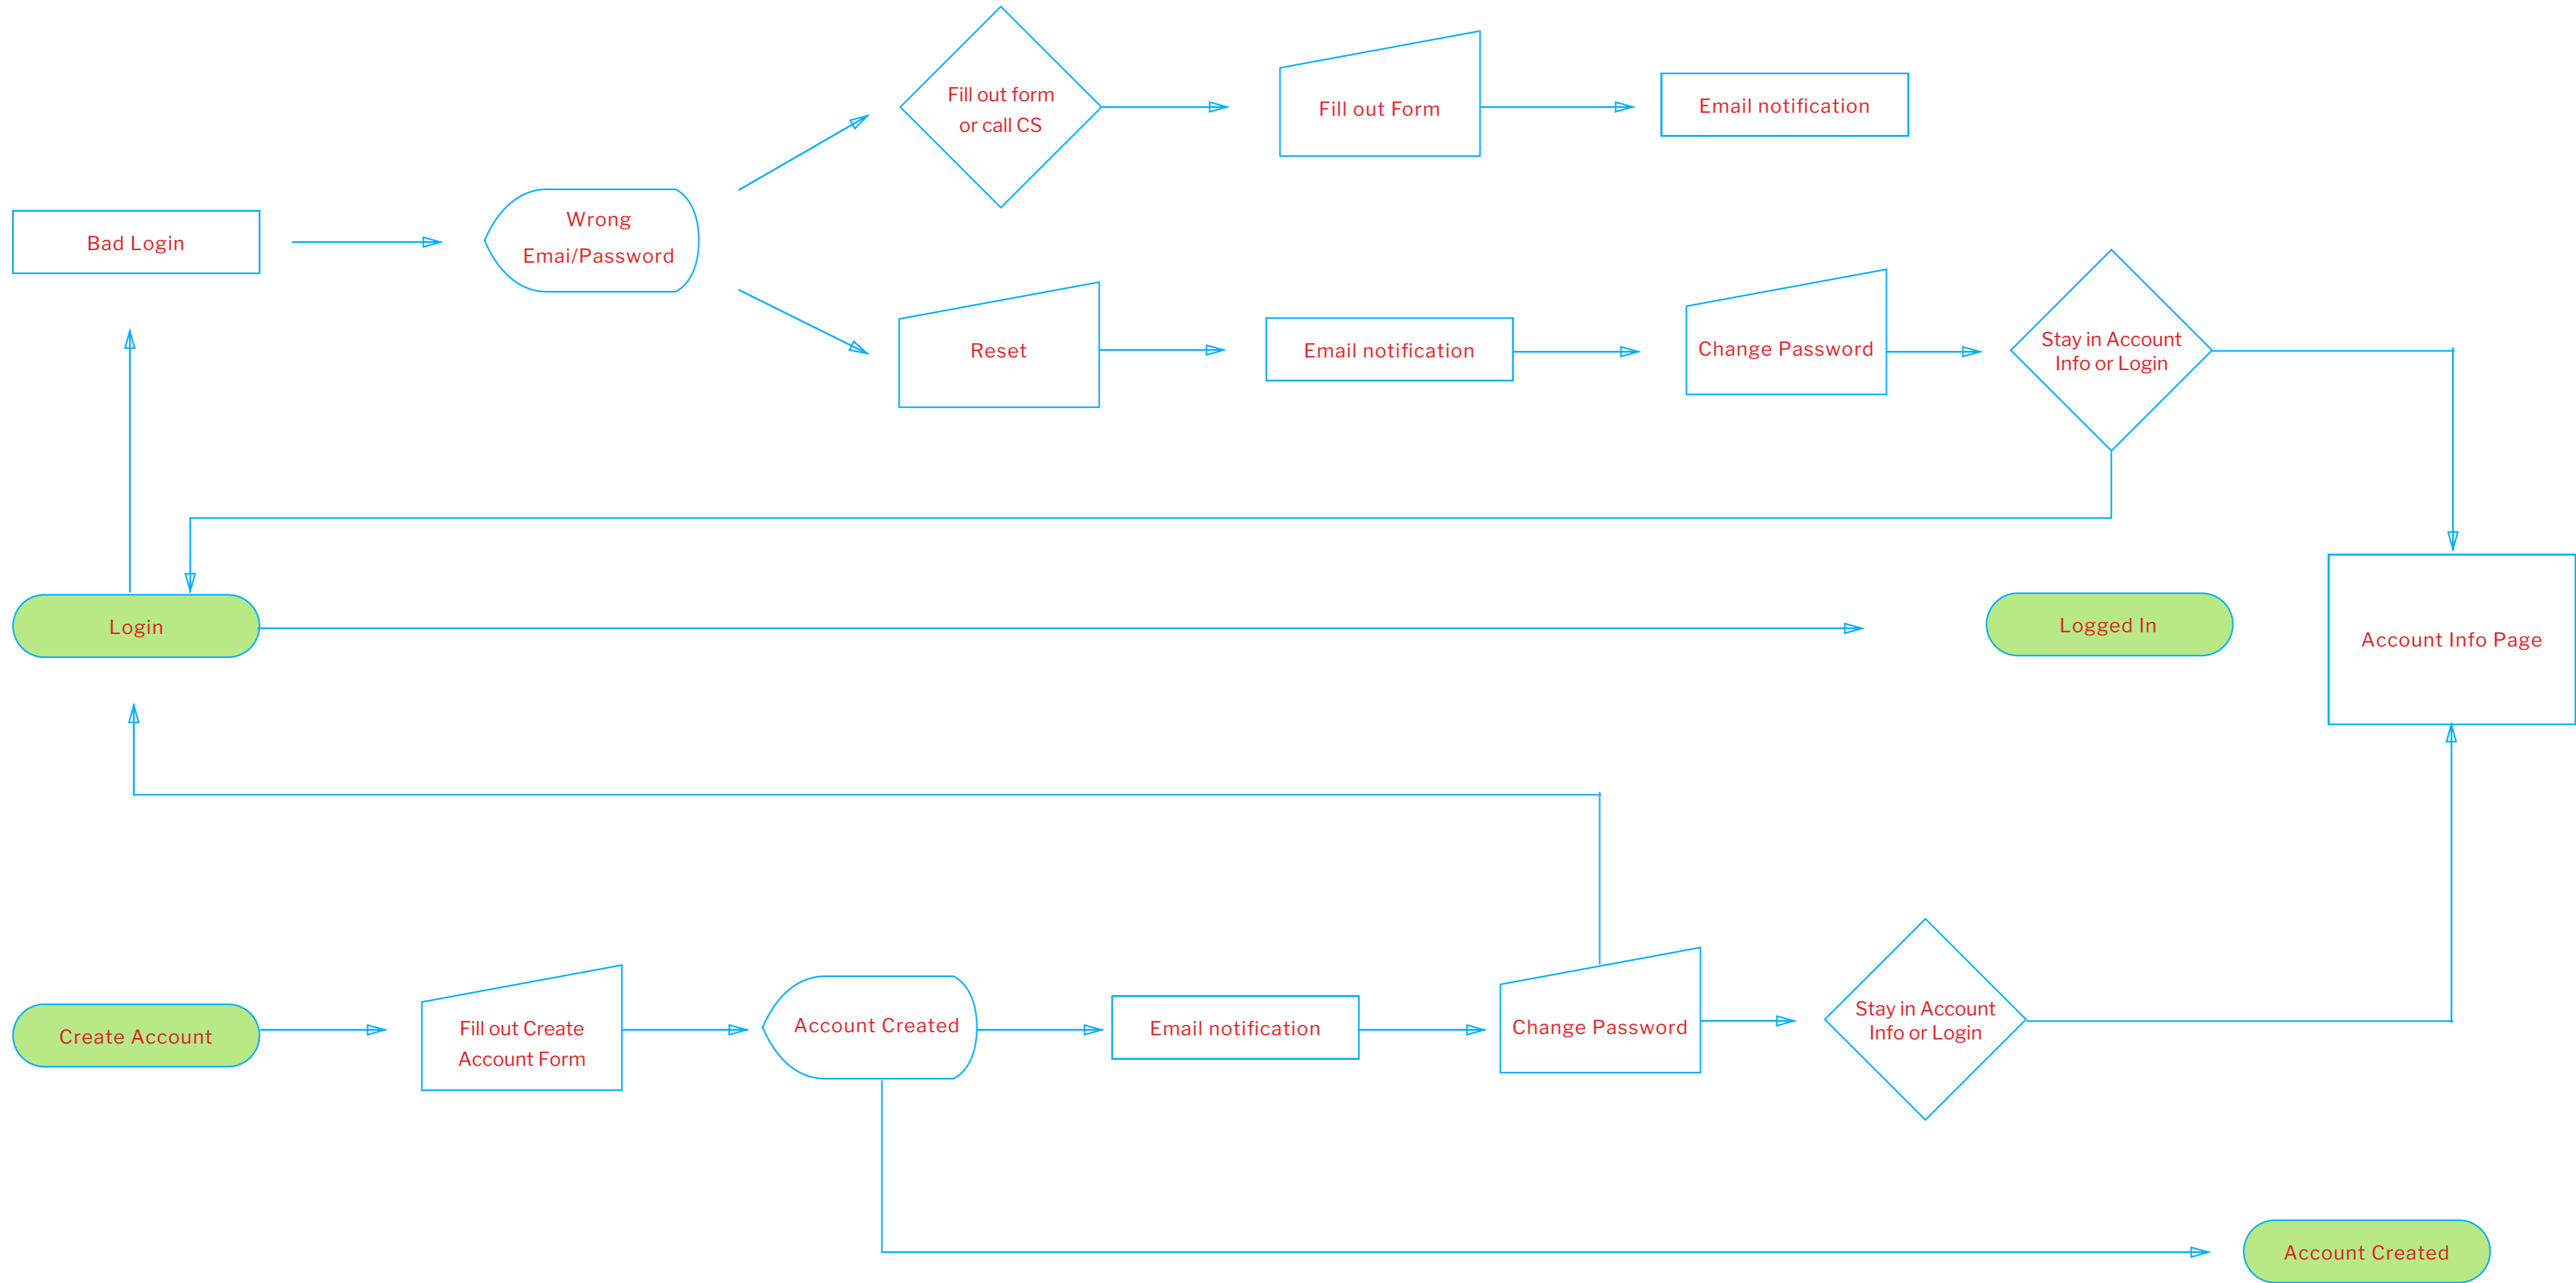 Fill out form
or call CS
Fill out Form
Email notification
Bad Login
Wrong
Emai/Password
Reset
Email notification
Change Password
Stay in Account
Info or Login
Login
Logged In
Account Info Page
Create Account
Fill out Create
Account Form
Account Created
Email notification
Change Password
Stay in Account
Info or Login
Account Created